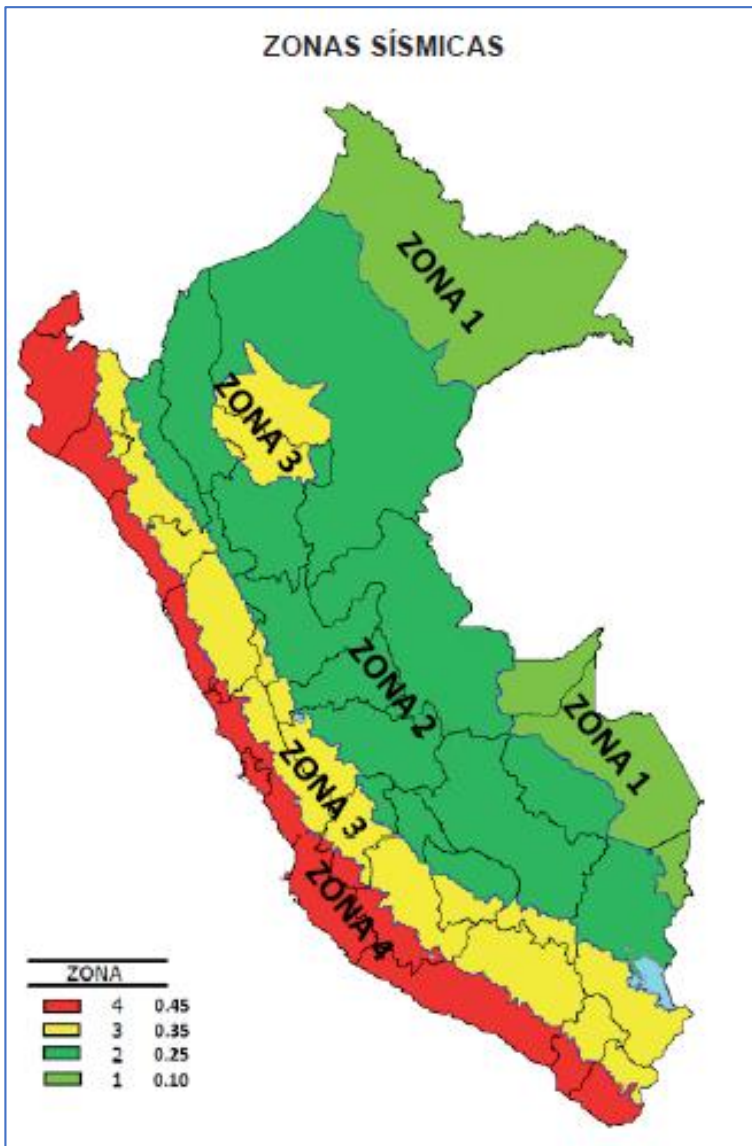 ZONAS SÍSMICAS
ZONA 1
ZONA 3
ZONA 2
ZONA 1
ZONA 3
ZONA 4
ZONA
4 0.45
3 0.35
2 0.25
1 0.10